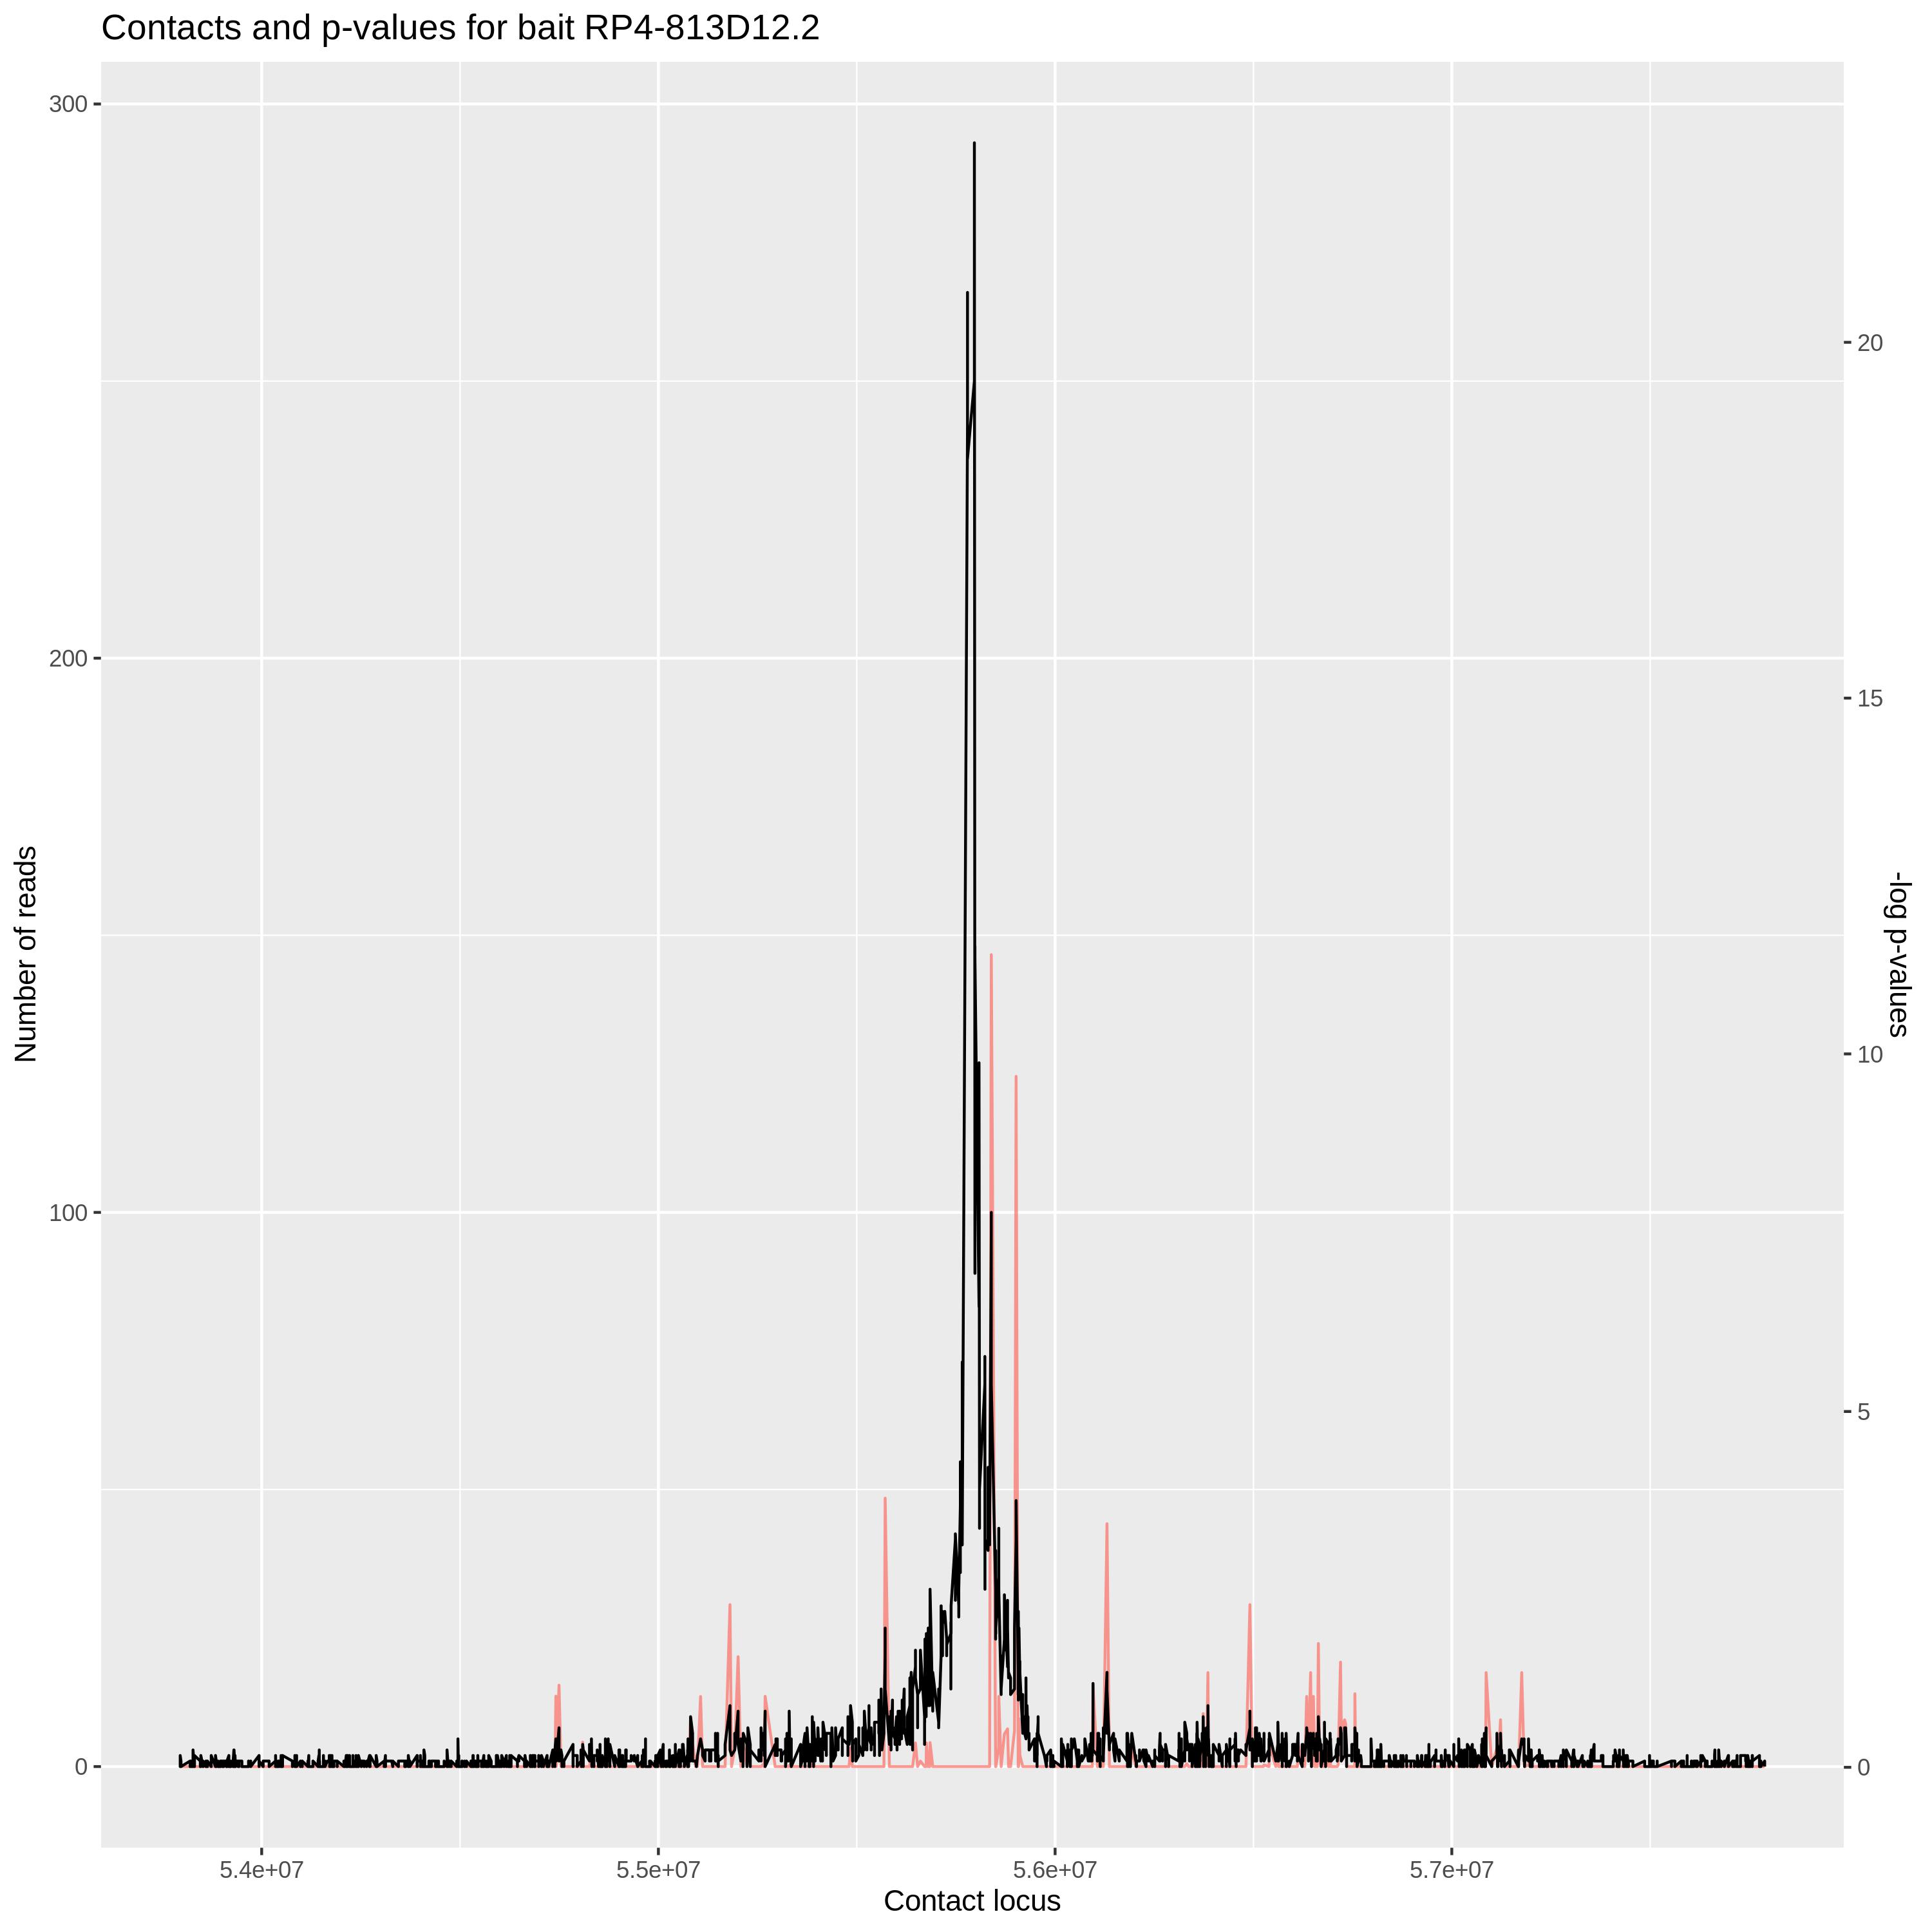 Contacts and p-values for bait RP4-813D12.2
300
200
100
0
Number of reads
20
15
10
5
0
-log p-values
5.4e+07
5.5e+07
5.6e+07
5.7e+07
Contact locus